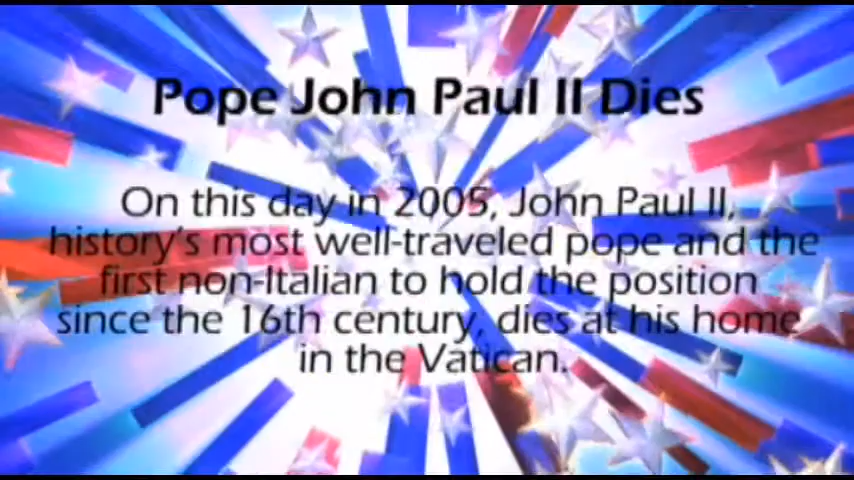 Pope John Paul II Dies
On this day in 2005, John Paul II,
history's most well-traveled pope and the
first non-Italian to hold the position
since the 16th century, dies at his home
in the Vatican.